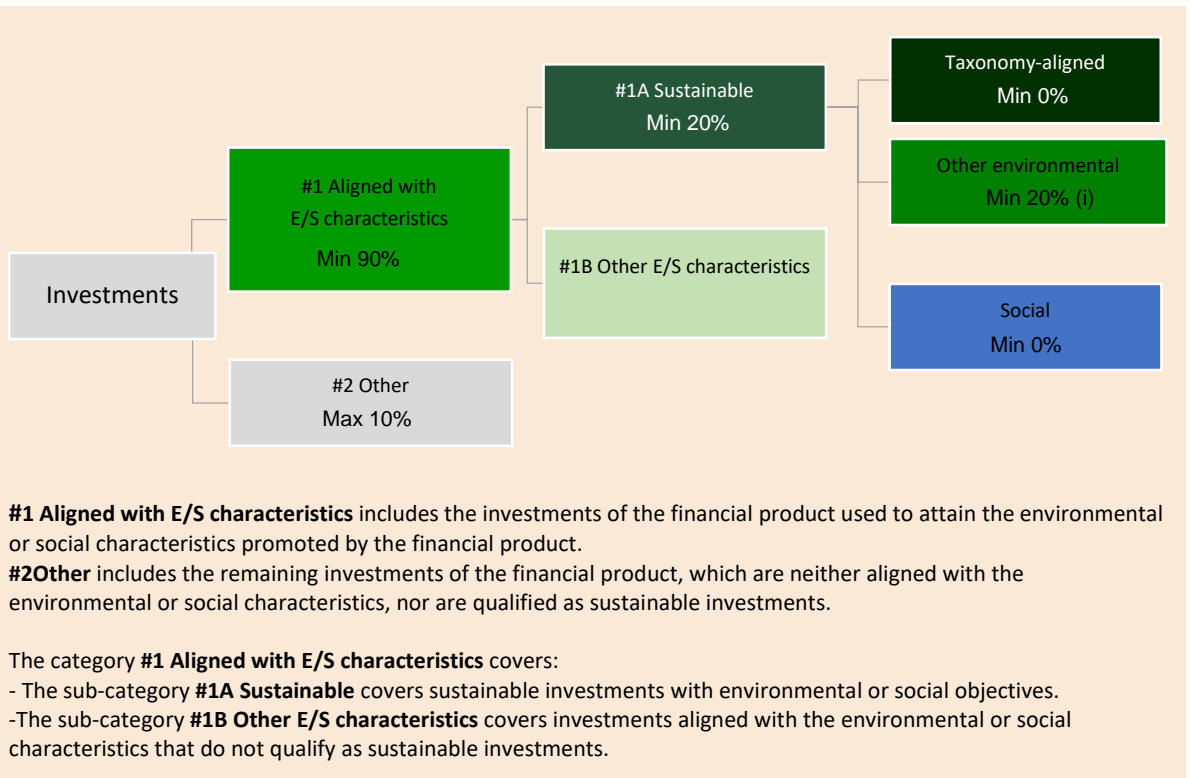 Investments
#1 Aligned with
E/S characteristics
Min 90%
#2 Other
Max 10%
#1A Sustainable
Min 20%
#1B Other E/S characteristics
Taxonomy-aligned
Min 0%
Other environmental
Min 20% (i)
Social
Min 0%
#1 Aligned with E/S characteristics includes the investments of the financial product used to attain the environmental
or social characteristics promoted by the financial product.
#2Other includes the remaining investments of the financial product, which are neither aligned with the
environmental or social characteristics, nor are qualified as sustainable investments.
The category #1 Aligned with E/S characteristics covers:
- The sub-category #1A Sustainable covers sustainable investments with environmental or social objectives.
-The sub-category #1B Other E/S characteristics covers investments aligned with the environmental or social
characteristics that do not qualify as sustainable investments.